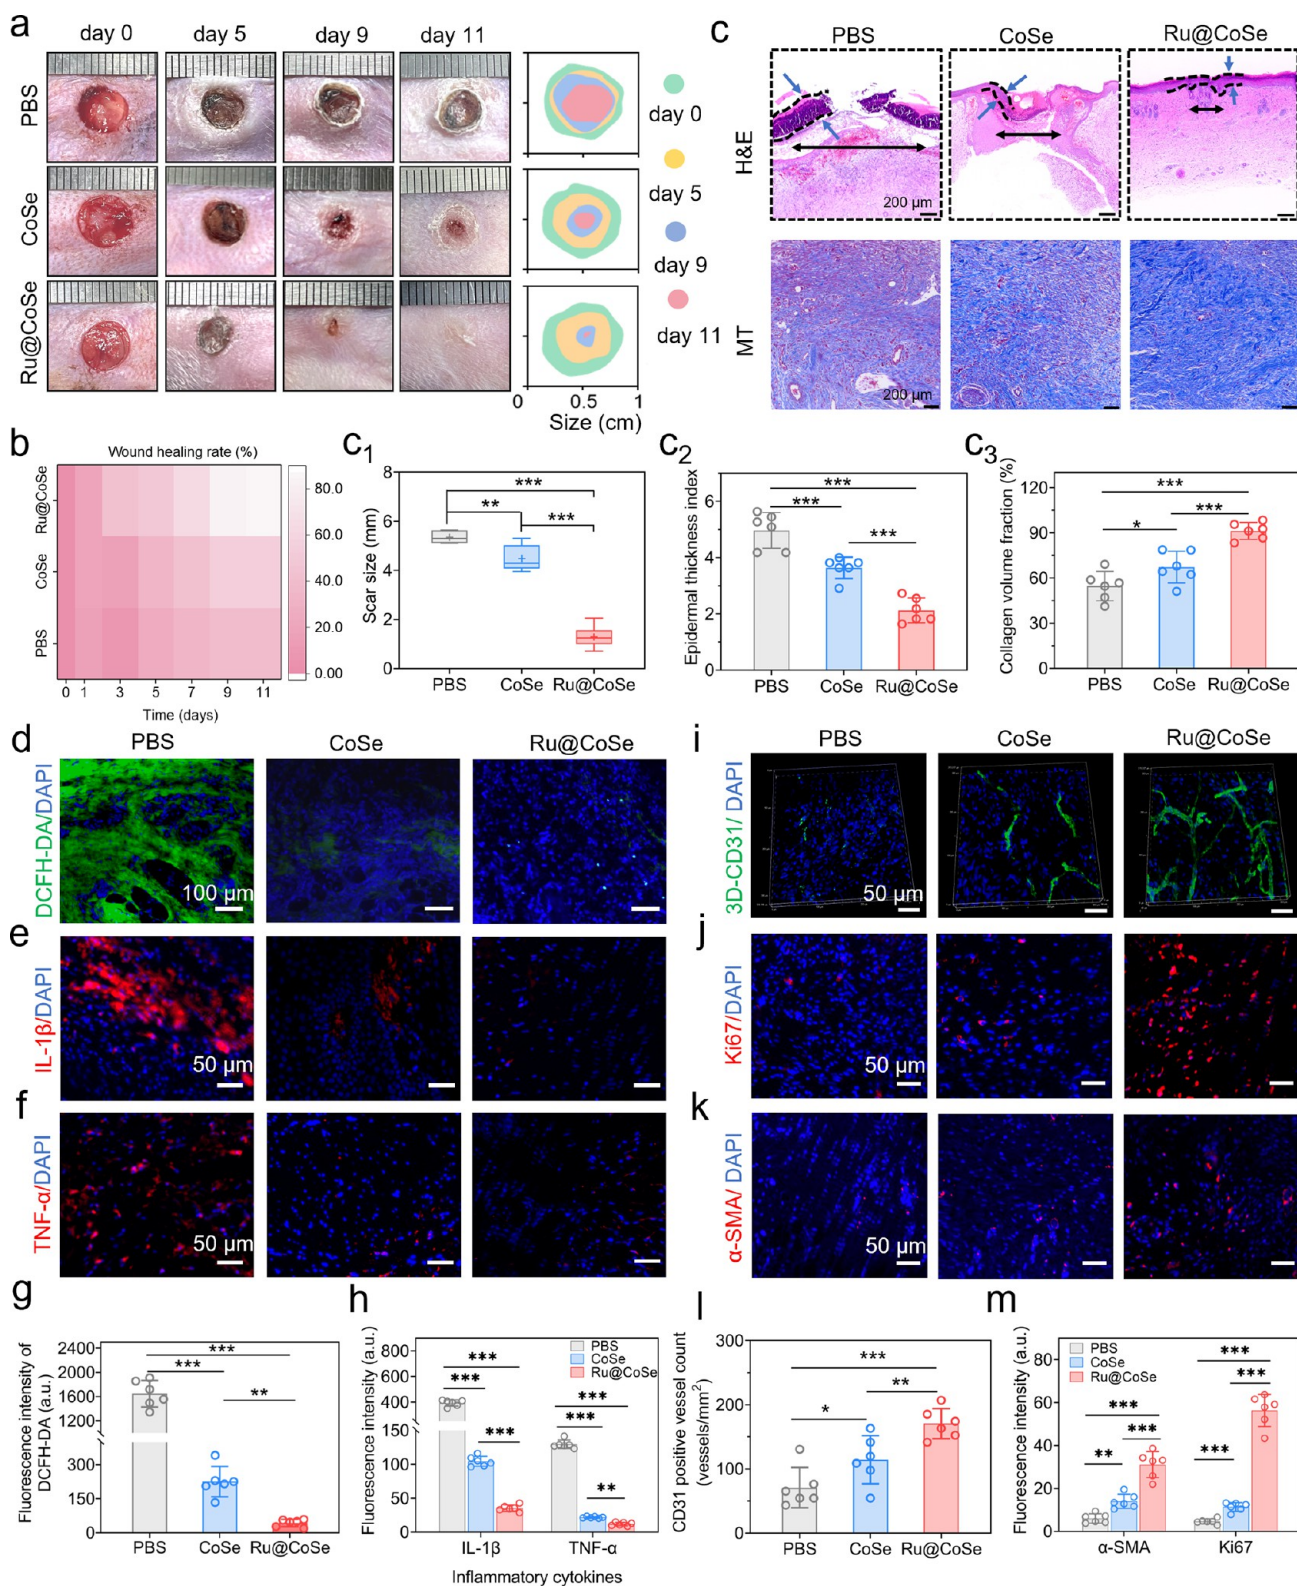 a
day 0
day 5
day 9
day 11
PBS
CoSe
Ru@CoSe
day 0
day 5
day 9
day 11
0
1
Size (cm)
c
PBS
CoSe
Ru@CoSe
H&E
200 μm
MT
200 μm
b
Wound healing rate (%)
Ru@CoSe
CoSe
PBS
0 1 3 5 7 9 11
Time (days)
80.0
60.0
40.0
20.0
0.00
c1
Scar size (mm)
8
6
4
2
0
***
** ***
PBS CoSe Ru@CoSe
c2
Epidermal thickness index
6
4
2
0
***
***
***
PBS CoSe Ru@CoSe
c3
Collagen volume fraction (%)
120
90
60
30
0
***
***
*
PBS CoSe Ru@CoSe
d
PBS
CoSe
Ru@CoSe
DCFH-DA/DAPI
100 μm
e
IL-1β/DAPI
50 μm
f
TNF-α/DAPI
50 μm
i
PBS
CoSe
Ru@CoSe
3D-CD31/ DAPI
50 μm
j
Ki67/DAPI
50 μm
k
α-SMA/ DAPI
50 μm
g
Fluorescence intensity of
DCFH-DA (a.u.)
2400
2000
1600
1200
300
150
0
***
***
**
PBS CoSe Ru@CoSe
h
Fluorescence intensity (a.u.)
800
600
400
150
100
50
0
PBS
CoSe
Ru@CoSe
***
***
***
***
***
**
IL-1β TNF-α
Inflammatory cytokines
l
CD31 positive vessel count
(vessels/mm²)
300
250
200
150
100
50
0
***
**
*
PBS CoSe Ru@CoSe
m
Fluorescence intensity (a.u.)
80
60
40
20
0
PBS
CoSe
Ru@CoSe
***
***
**
***
***
***
α-SMA Ki67